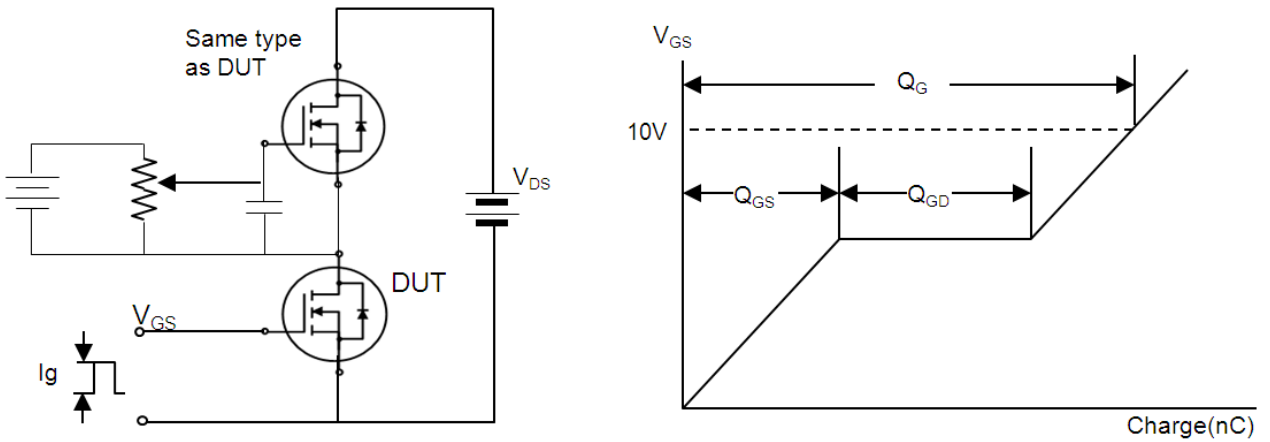 Same type
as DUT
V_DS
DUT
V_GS
Ig
V_GS
Q_G
10V
Q_GS
Q_GD
Charge(nC)